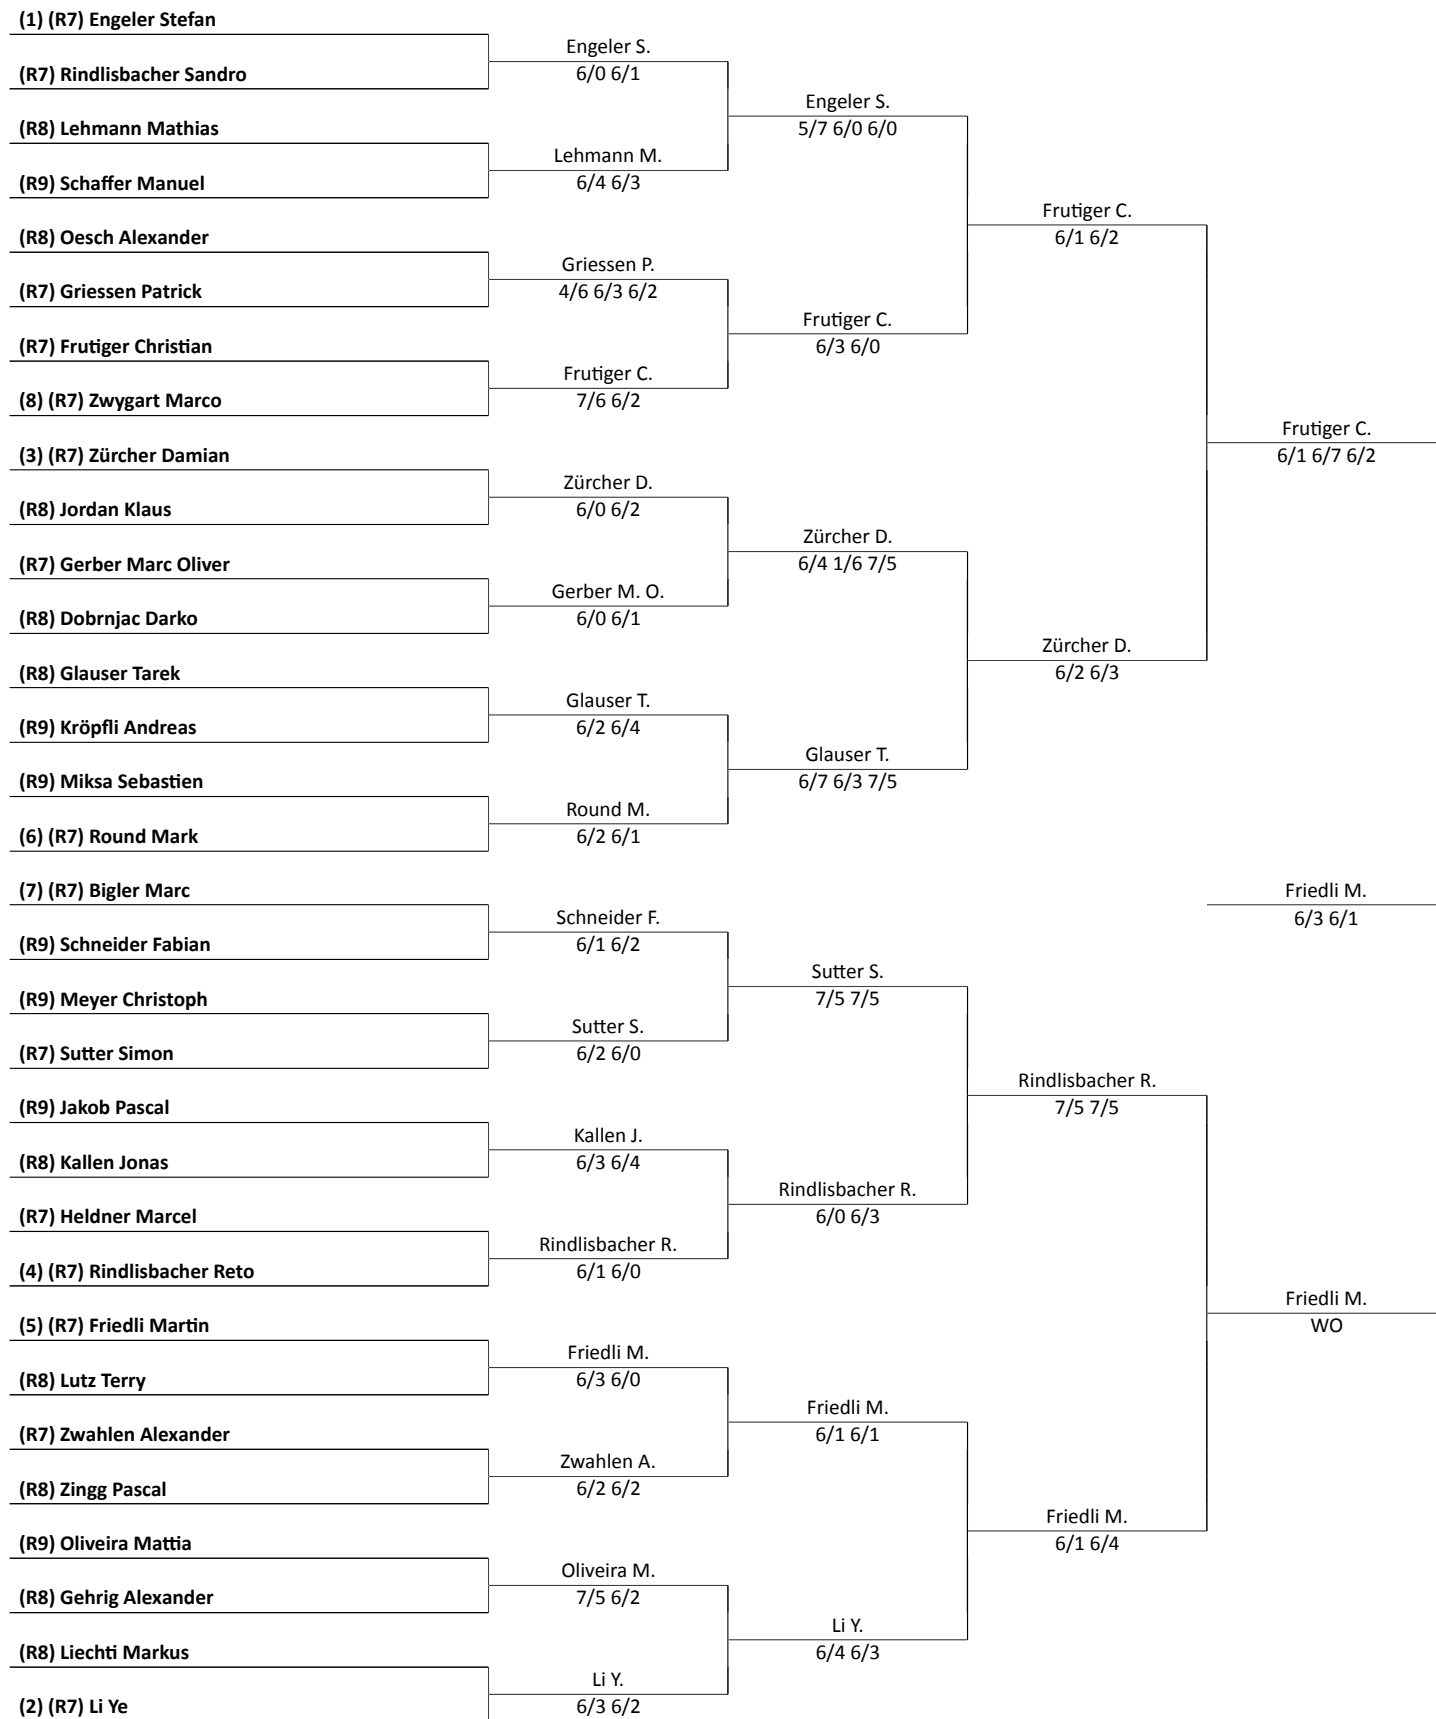 (1) (R7) Engeler Stefan
Engeler S.
6/0 6/1
(R7) Rindlisbacher Sandro
Engeler S.
5/7 6/0 6/0
(R8) Lehmann Mathias
Lehmann M.
6/4 6/3
(R9) Schaffer Manuel
Frutiger C.
6/1 6/2
(R8) Oesch Alexander
Griessen P.
4/6 6/3 6/2
(R7) Griessen Patrick
Frutiger C.
6/3 6/0
(R7) Frutiger Christian
Frutiger C.
7/6 6/2
(8) (R7) Zwygart Marco
Frutiger C.
6/1 6/7 6/2
(3) (R7) Zürcher Damian
Zürcher D.
6/0 6/2
(R8) Jordan Klaus
Zürcher D.
6/4 1/6 7/5
(R7) Gerber Marc Oliver
Gerber M. O.
6/0 6/1
(R8) Dobrnjac Darko
Zürcher D.
6/2 6/3
(R8) Glauser Tarek
Glauser T.
6/2 6/4
(R9) Kröpfli Andreas
Glauser T.
6/7 6/3 7/5
(R9) Miksa Sebastien
Round M.
6/2 6/1
(6) (R7) Round Mark
(7) (R7) Bigler Marc
Friedli M.
6/3 6/1
Schneider F.
6/1 6/2
(R9) Schneider Fabian
Sutter S.
7/5 7/5
(R9) Meyer Christoph
Sutter S.
6/2 6/0
(R7) Sutter Simon
Rindlisbacher R.
7/5 7/5
(R9) Jakob Pascal
Kallen J.
6/3 6/4
(R8) Kallen Jonas
Rindlisbacher R.
6/0 6/3
(R7) Heldner Marcel
Rindlisbacher R.
6/1 6/0
(4) (R7) Rindlisbacher Reto
Friedli M.
WO
(5) (R7) Friedli Martin
Friedli M.
6/3 6/0
(R8) Lutz Terry
Friedli M.
6/1 6/1
(R7) Zwahlen Alexander
Zwahlen A.
6/2 6/2
(R8) Zingg Pascal
Friedli M.
6/1 6/4
(R9) Oliveira Mattia
Oliveira M.
7/5 6/2
(R8) Gehrig Alexander
Li Y.
6/4 6/3
(R8) Liechti Markus
Li Y.
6/3 6/2
(2) (R7) Li Ye